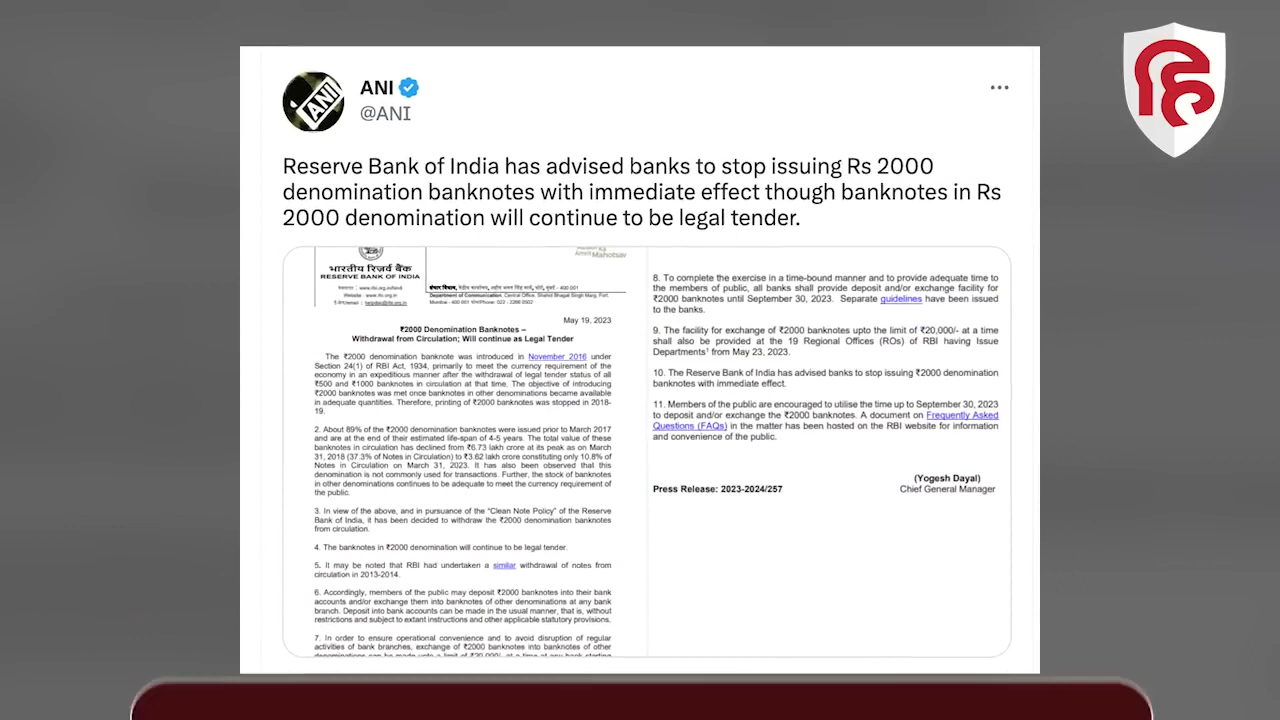 ANI
@ANI
Reserve Bank of India has advised banks to stop issuing Rs 2000
denomination banknotes with immediate effect though banknotes in Rs
2000 denomination will continue to be legal tender.
भारतीय रिज़र्व बैंक
RESERVE BANK OF INDIA
Department of Communication, Central Office, Shahid Bhagat Singh Marg, Fort,
May 19, 2023
₹2000 Denomination Banknotes –
Withdrawal from Circulation; Will continue as Legal Tender
The ₹2000 denomination banknote was introduced in November 2016 under
Section 24(1) of RBI Act, 1934, primarily to meet the currency requirement of the
economy in an expeditious manner after the withdrawal of legal tender status of all
₹500 and ₹1000 banknotes in circulation at that time. The objective of introducing
₹2000 banknotes was met once banknotes in other denominations became available
in adequate quantities. Therefore, printing of ₹2000 banknotes was stopped in 2018-
19.
2. About 89% of the ₹2000 denomination banknotes were issued prior to March 2017
and are at the end of their estimated life-span of 4-5 years. The total value of these
banknotes in circulation has declined from ₹6.73 lakh crore at its peak as on March
31, 2018 (37.3% of Notes in Circulation) to ₹3.62 lakh crore constituting only 10.8% of
Notes in Circulation on March 31, 2023. It has also been observed that this
denomination is not commonly used for transactions. Further, the stock of banknotes
in other denominations continues to be adequate to meet the currency requirement of
the public.
3. In view of the above, and in pursuance of the "Clean Note Policy" of the Reserve
Bank of India, it has been decided to withdraw the ₹2000 denomination banknotes
from circulation.
4. The banknotes in ₹2000 denomination will continue to be legal tender.
5. It may be noted that RBI had undertaken a similar withdrawal of notes from
circulation in 2013-2014.
6. Accordingly, members of the public may deposit ₹2000 banknotes into their bank
accounts and/or exchange them into banknotes of other denominations at any bank
branch. Deposit into bank accounts can be made in the usual manner, that is, without
restrictions and subject to extant instructions and other applicable statutory provisions.
7. In order to ensure operational convenience and to avoid disruption of regular
activities of bank branches, exchange of ₹2000 banknotes into banknotes of other
denominations can be made upto a limit of ₹20,000/- at a time at any bank starting
8. To complete the exercise in a time-bound manner and to provide adequate time to
the members of public, all banks shall provide deposit and/or exchange facility for
₹2000 banknotes until September 30, 2023. Separate guidelines have been issued
to the banks.
9. The facility for exchange of ₹2000 banknotes upto the limit of ₹20,000/- at a time
shall also be provided at the 19 Regional Offices (ROs) of RBI having Issue
Departments¹ from May 23, 2023.
10. The Reserve Bank of India has advised banks to stop issuing ₹2000 denomination
banknotes with immediate effect.
11. Members of the public are encouraged to utilise the time up to September 30, 2023
to deposit and/or exchange the ₹2000 banknotes. A document on Frequently Asked
Questions (FAQs) in the matter has been hosted on the RBI website for information
and convenience of the public.
(Yogesh Dayal)
Press Release: 2023-2024/257 Chief General Manager